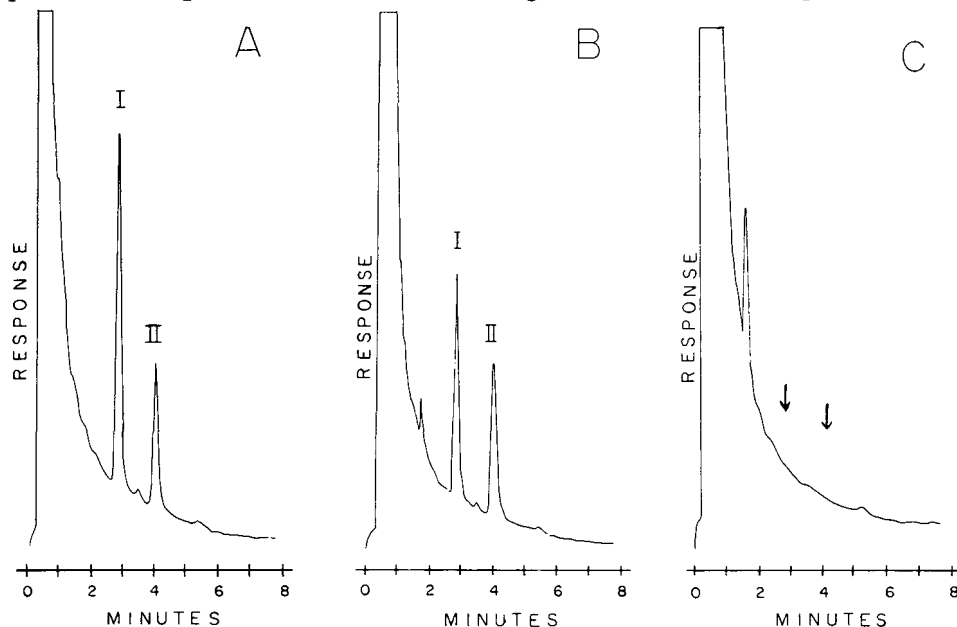 A
I
II
RESPONSE
0 2 4 6 8
MINUTES
B
I
II
RESPONSE
0 2 4 6 8
MINUTES
C
RESPONSE
0 2 4 6 8
MINUTES